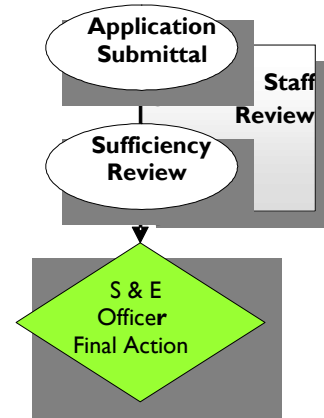 Application
Submittal
Staff
Review
Sufficiency
Review
S & E
Officer
Final Action